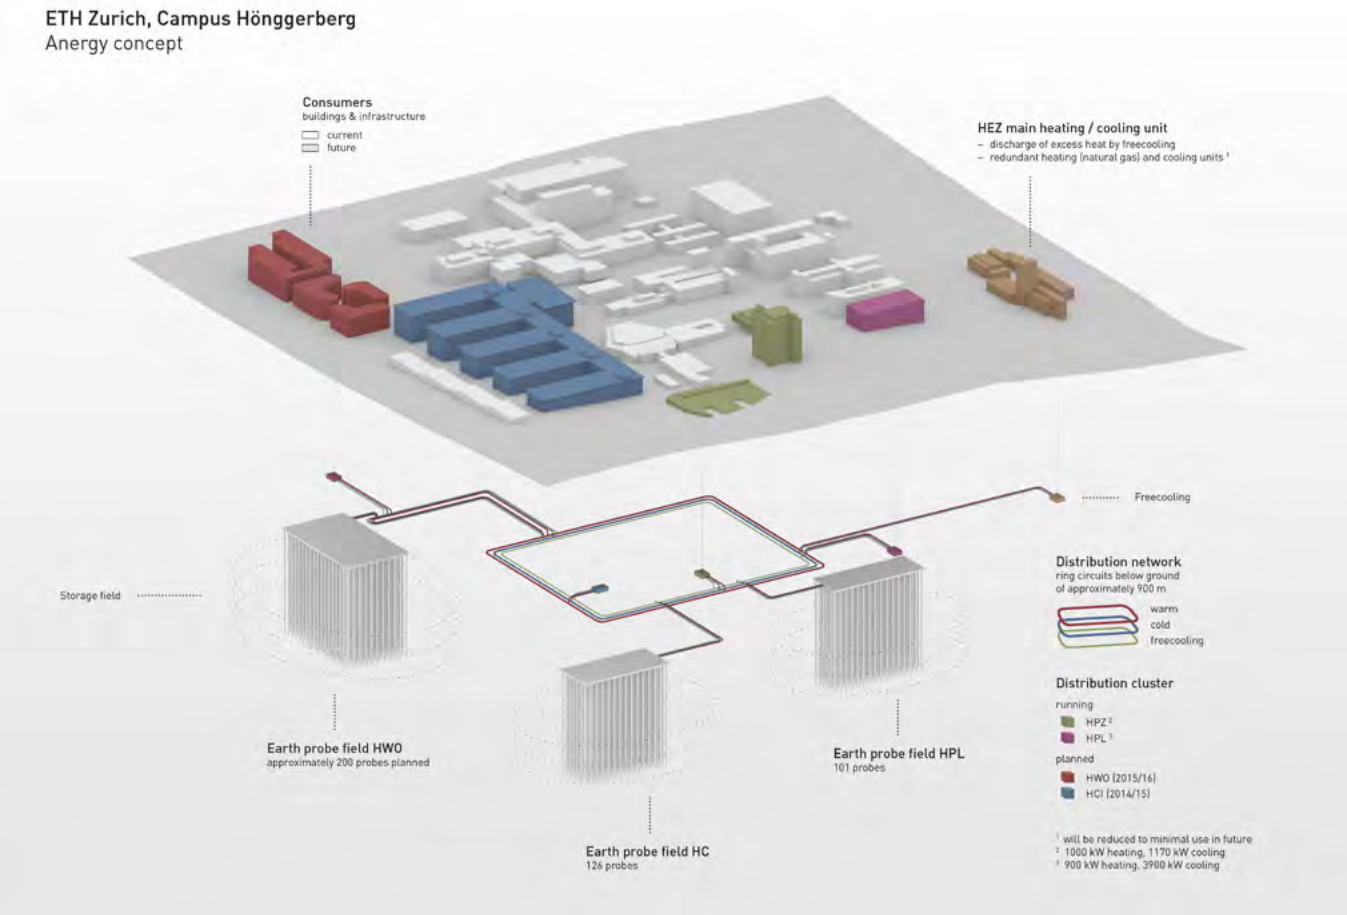 ETH Zurich, Campus Hönggerberg
Anergy concept
Consumers
buildings & infrastructure
current
future
HEZ main heating / cooling unit
– discharge of excess heat by freecooling
– redundant heating (natural gas) and cooling units ¹
Freecooling
Storage field
Distribution network
ring circuits below ground
of approximately 900 m
warm
cold
freecooling
Distribution cluster
running
HPZ ²
HPL ³
planned
HWO (2015/16)
HCI (2014/15)
Earth probe field HWO
approximately 200 probes planned
Earth probe field HPL
101 probes
Earth probe field HC
126 probes
¹ will be reduced to minimal use in future
² 1000 kW heating, 1170 kW cooling
³ 900 kW heating, 3900 kW cooling